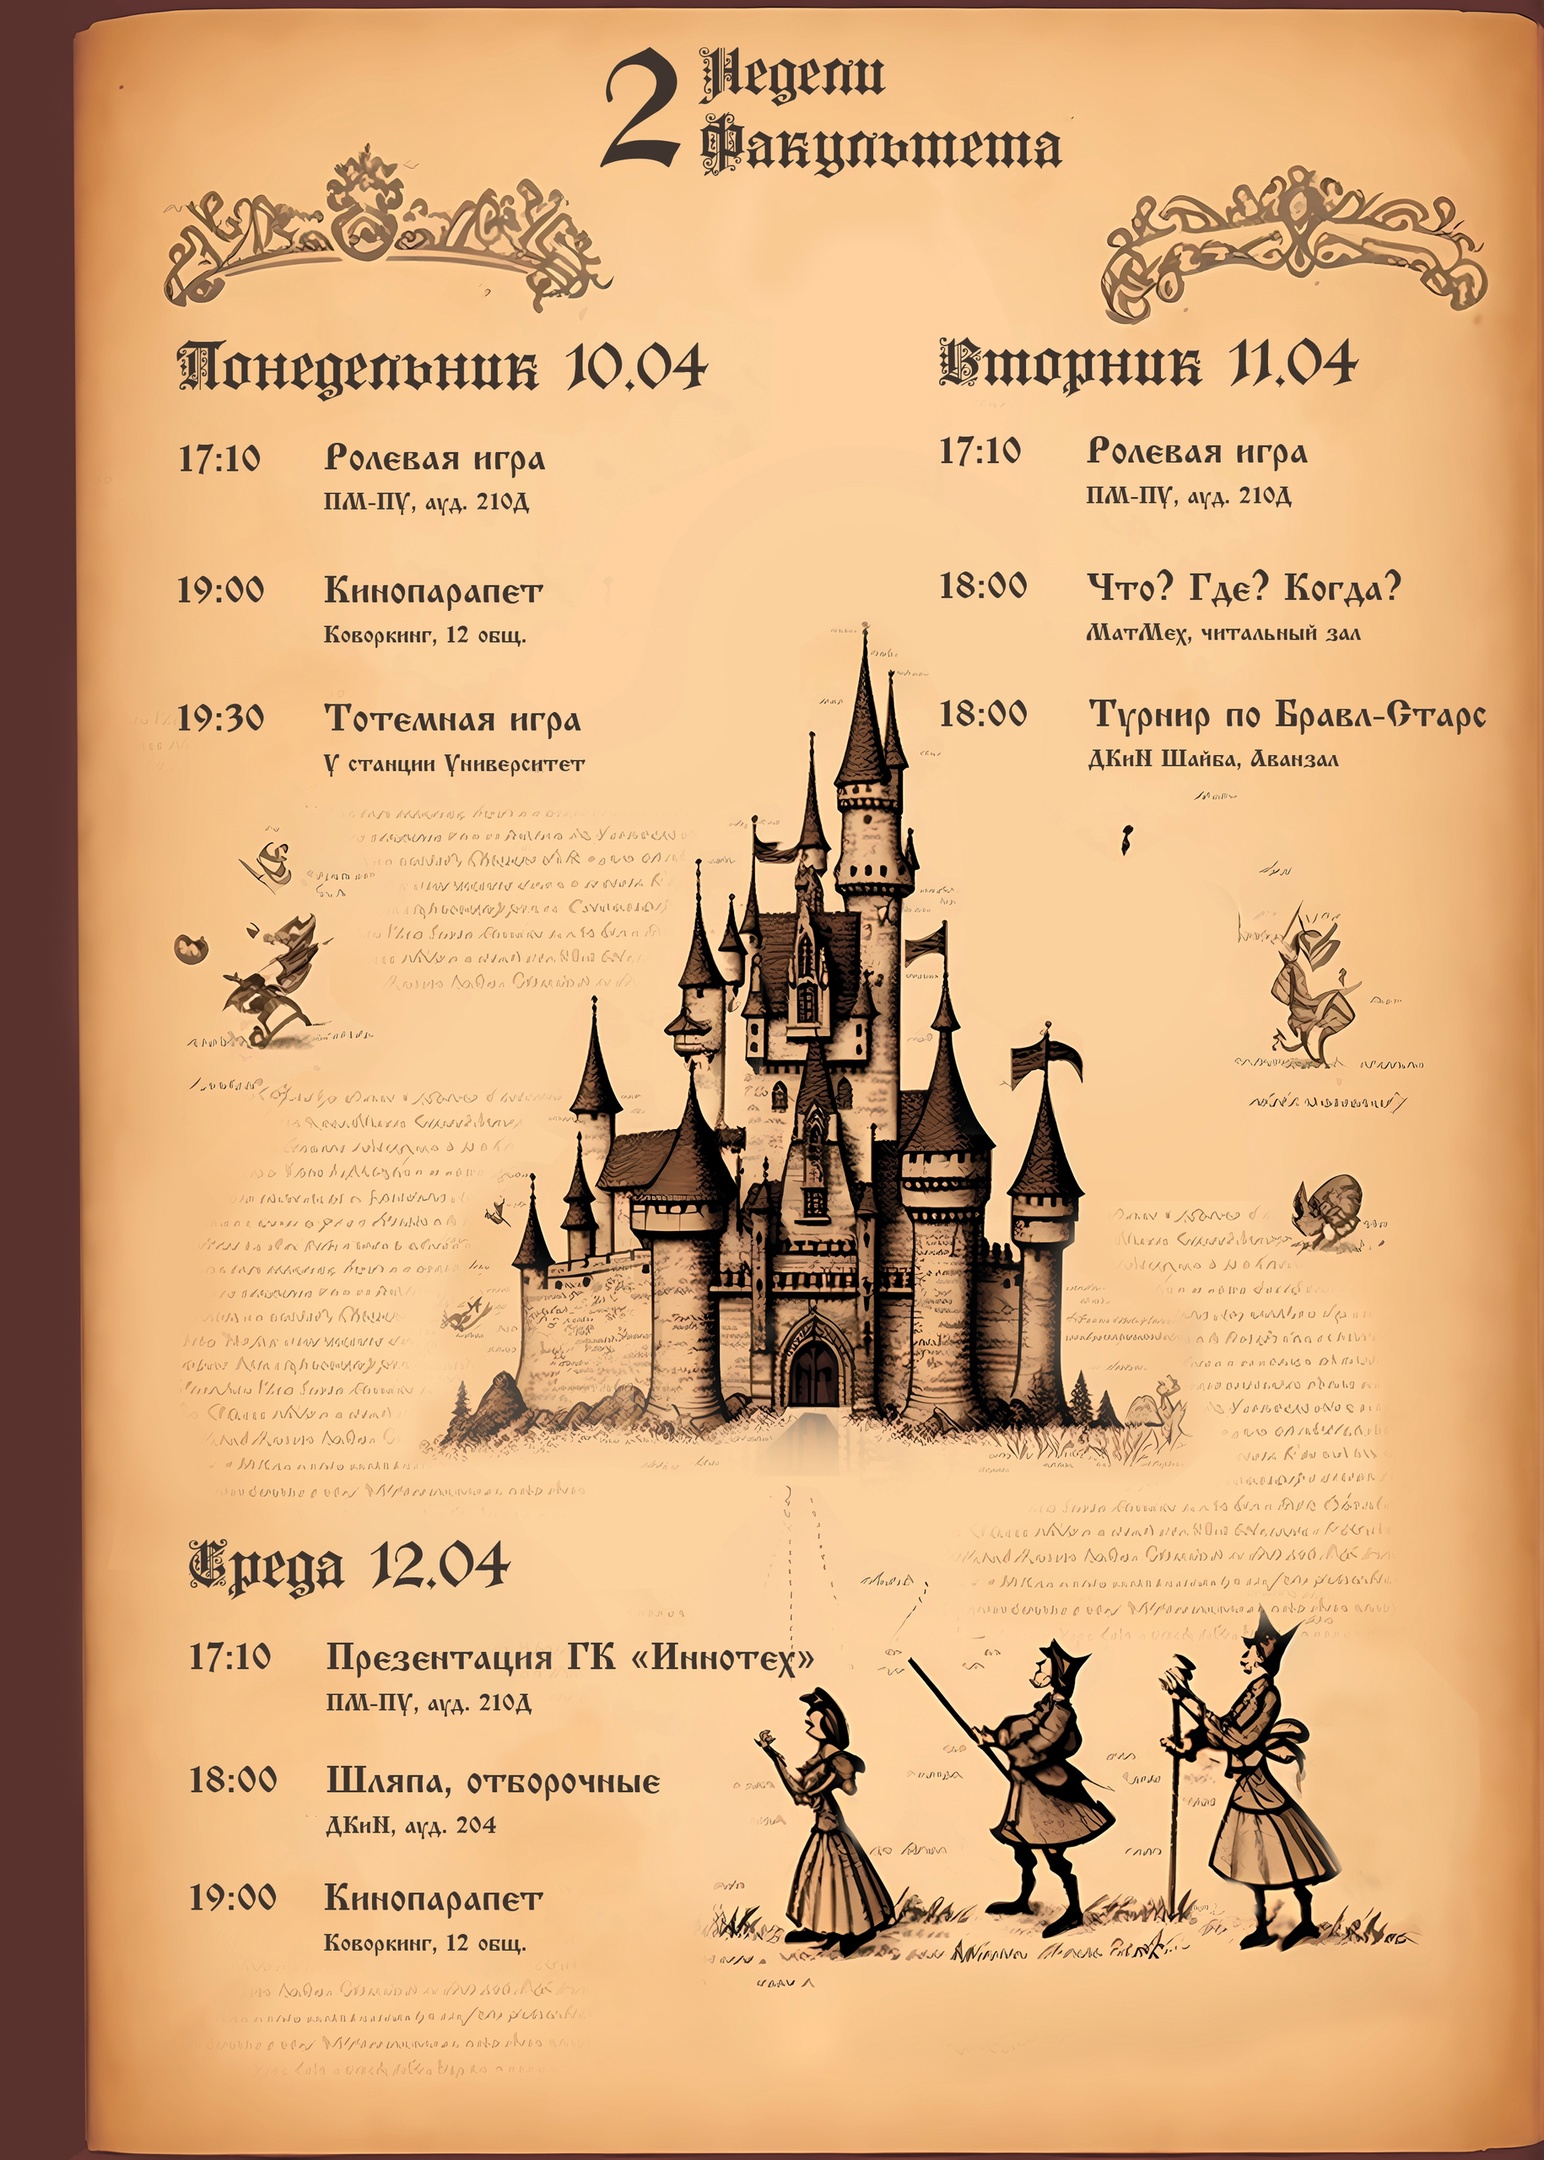 2 Недели
Факультета
Понедельник 10.04
17:10 Ролевая игра
ПМ-ПУ, ауд. 210Д
19:00 Кинопарапет
Коворкинг, 12 общ.
19:30 Тотемная игра
У станции Университет
Вторник 11.04
17:10 Ролевая игра
ПМ-ПУ, ауд. 210Д
18:00 Что? Где? Когда?
МатМех, читальный зал
18:00 Турнир по Бравл-Старс
ДКиN Шайба, Аванзал
Среда 12.04
17:10 Презентация ГК «Иннотех»
ПМ-ПУ, ауд. 210Д
18:00 Шляпа, отборочные
ДКиN, ауд. 204
19:00 Кинопарапет
Коворкинг, 12 общ.